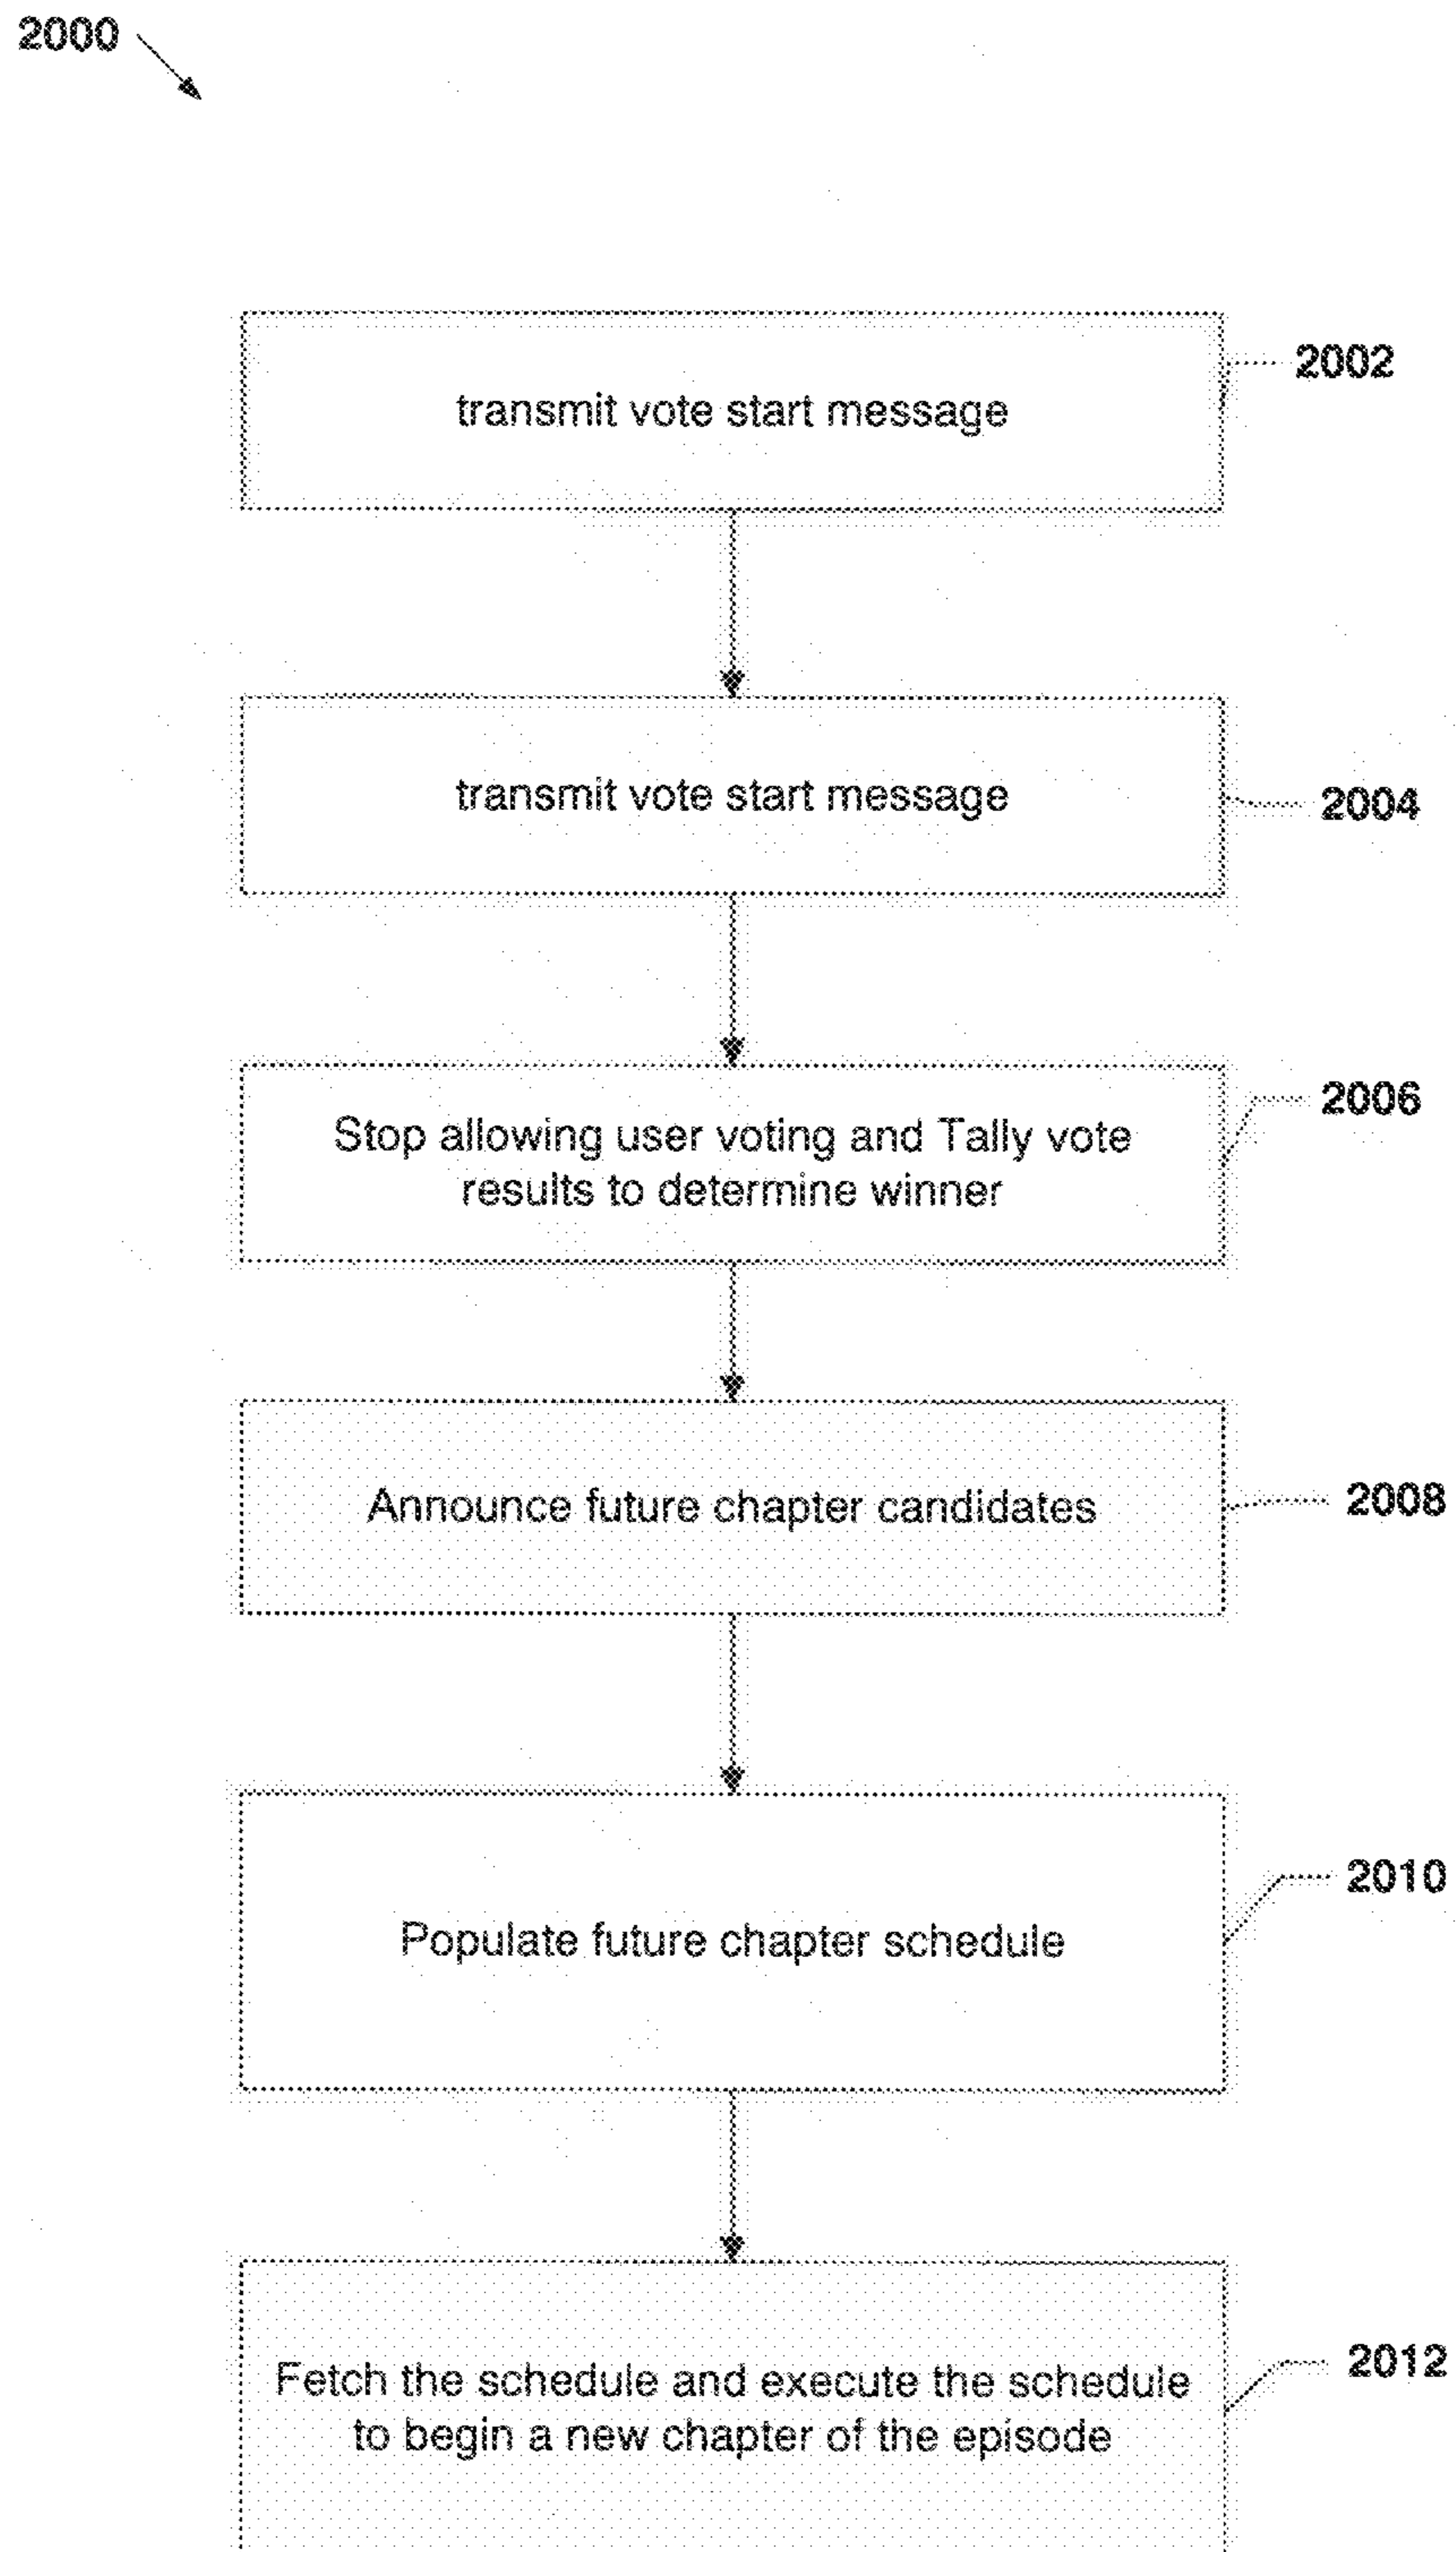 2000
transmit vote start message
2002
transmit vote start message
2004
Stop allowing user voting and Tally vote
results to determine winner
2006
Announce future chapter candidates
2008
Populate future chapter schedule
2010
Fetch the schedule and execute the schedule
to begin a new chapter of the episode
2012